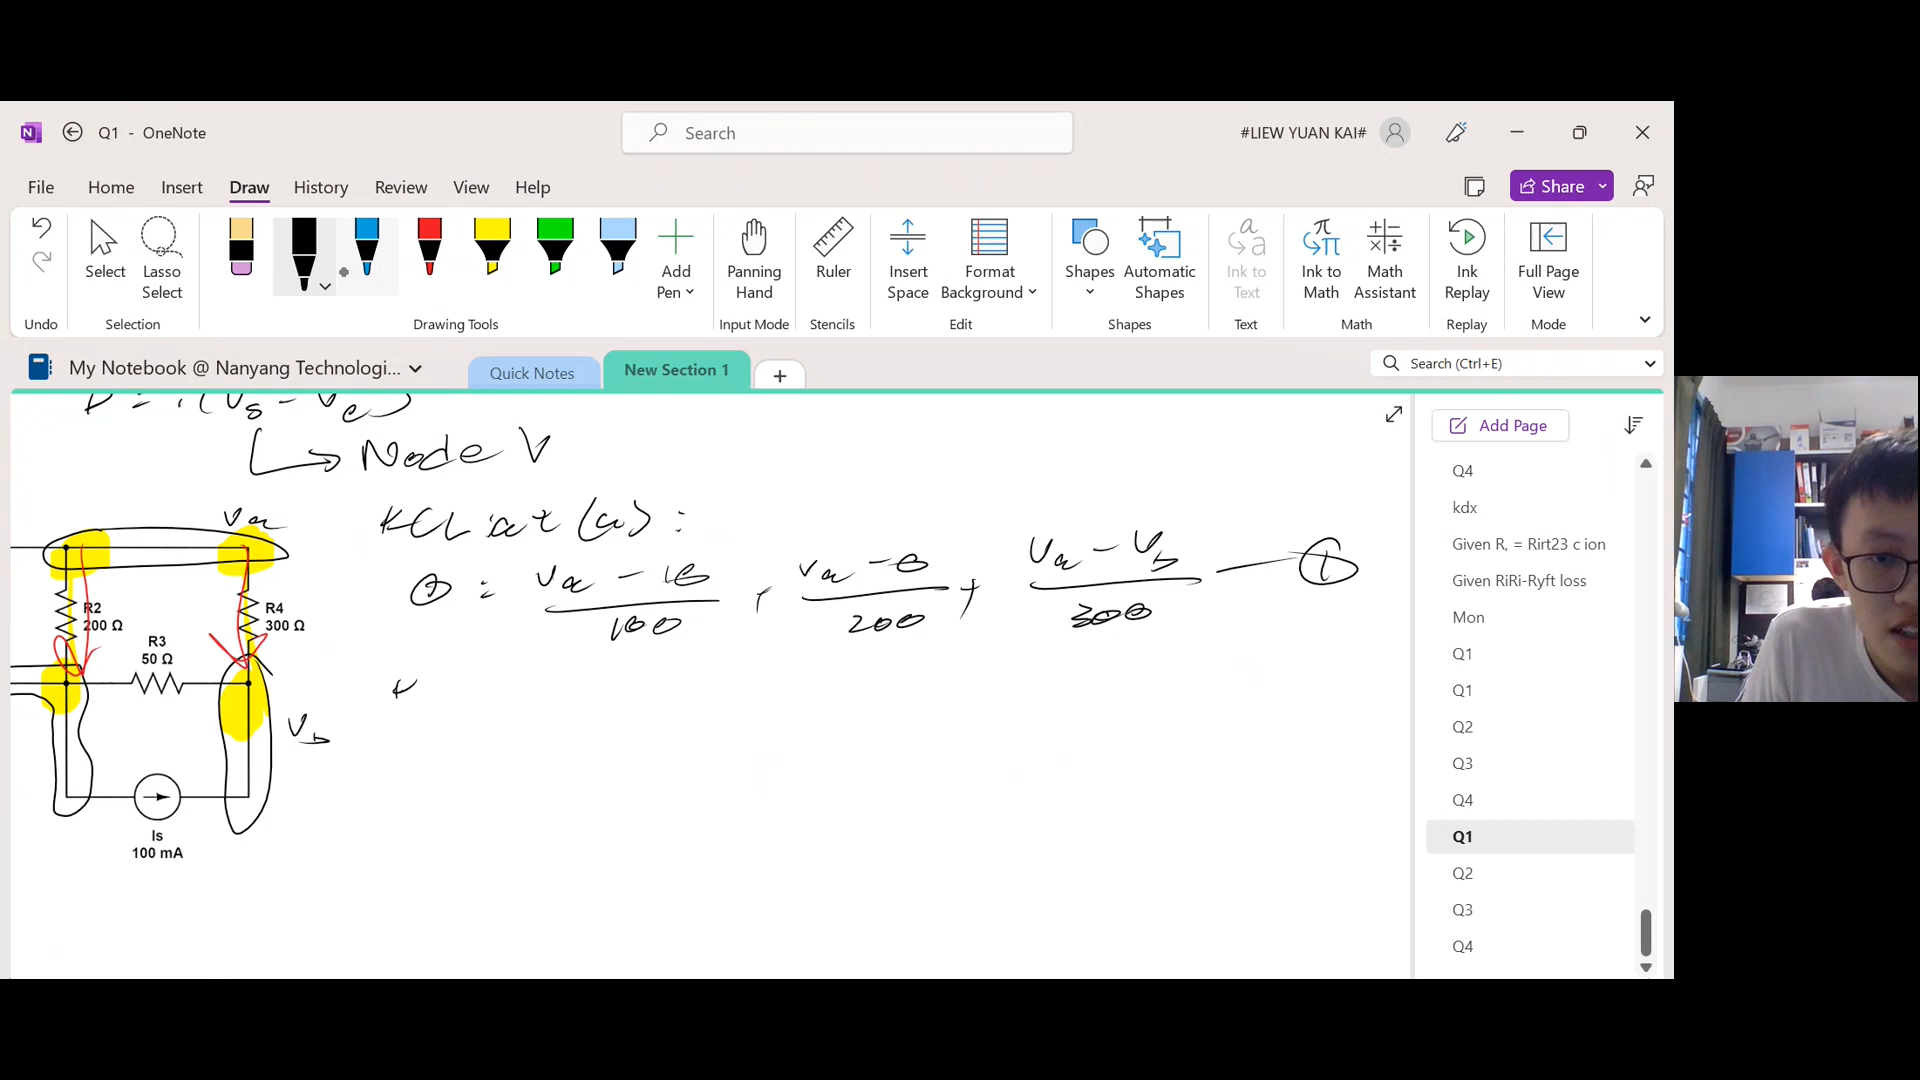 Q1 - OneNote
Search
#LIEW YUAN KAI#
File Home Insert Draw History Review View Help
Share
Select
Lasso Select
Add Pen
Panning Hand
Ruler
Insert Space
Format Background
Shapes
Automatic Shapes
Ink to Text
Ink to Math
Math Assistant
Ink Replay
Full Page View
Undo
Selection
Drawing Tools
Input Mode
Stencils
Edit
Shapes
Text
Math
Replay
Mode
My Notebook @ Nanyang Technologi...
Quick Notes
New Section 1
+
Search (Ctrl+E)
→ Node V
Va
KCL at (a):
0 = Va - 10 / 100 + Va - 0 / 200 + Va - Vb / 300 — ①
R2
200 Ω
R4
300 Ω
R3
50 Ω
Vb
Is
100 mA
Add Page
Q4
kdx
Given R, = Rirt23 c ion
Given RiRi-Ryft loss
Mon
Q1
Q1
Q2
Q3
Q4
Q1
Q2
Q3
Q4